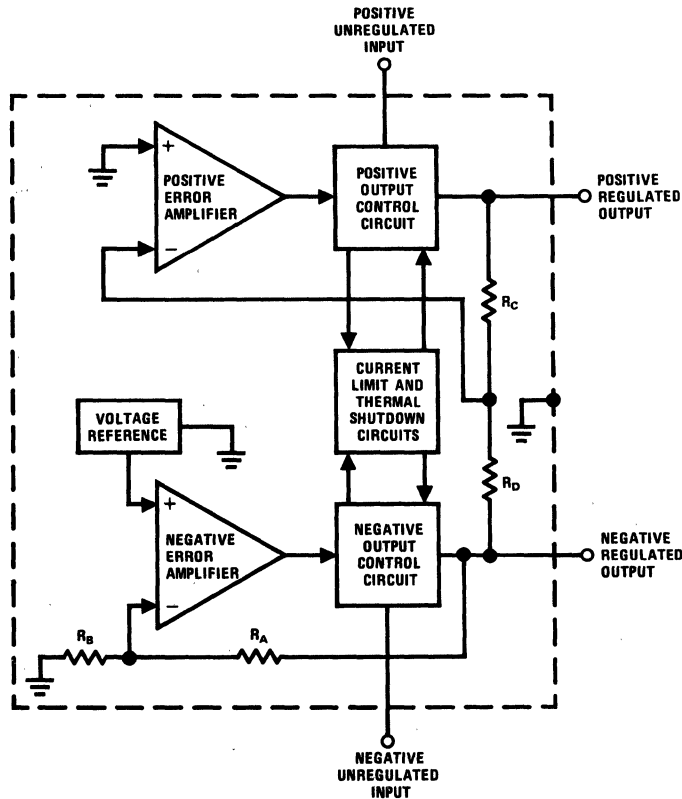 POSITIVE
UNREGULATED
INPUT
+
POSITIVE
ERROR
AMPLIFIER
−
POSITIVE
OUTPUT
CONTROL
CIRCUIT
POSITIVE
REGULATED
OUTPUT
RC
CURRENT
LIMIT AND
THERMAL
SHUTDOWN
CIRCUITS
VOLTAGE
REFERENCE
RD
+
NEGATIVE
ERROR
AMPLIFIER
−
NEGATIVE
OUTPUT
CONTROL
CIRCUIT
NEGATIVE
REGULATED
OUTPUT
RB
RA
NEGATIVE
UNREGULATED
INPUT